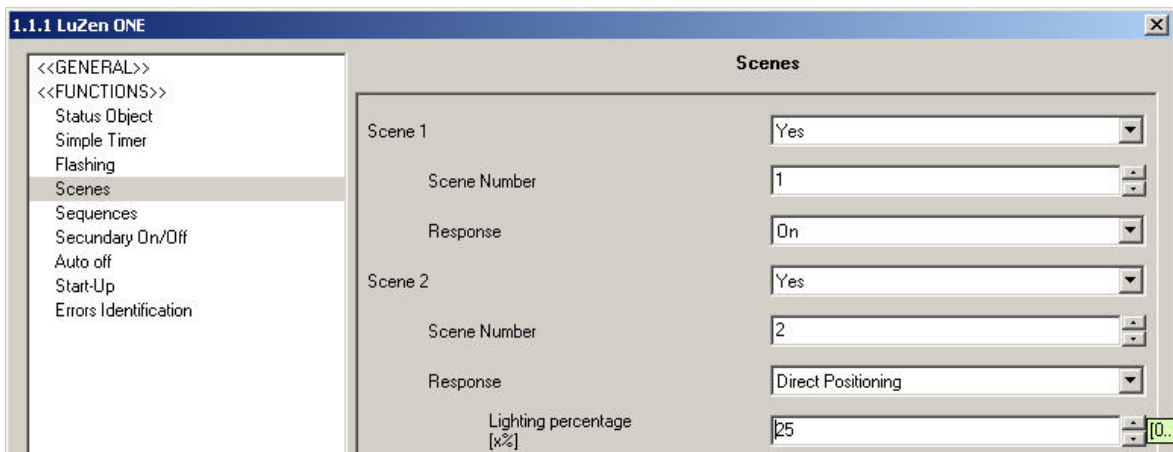 1.1.1 LuZen ONE
<<GENERAL>>
<<FUNCTIONS>>
Status Object
Simple Timer
Flashing
Scenes
Sequences
Secundary On/Off
Auto off
Start-Up
Errors Identification
Scenes
Scene 1 Yes
Scene Number 1
Response On
Scene 2 Yes
Scene Number 2
Response Direct Positioning
Lighting percentage
[x%] 25 [0..